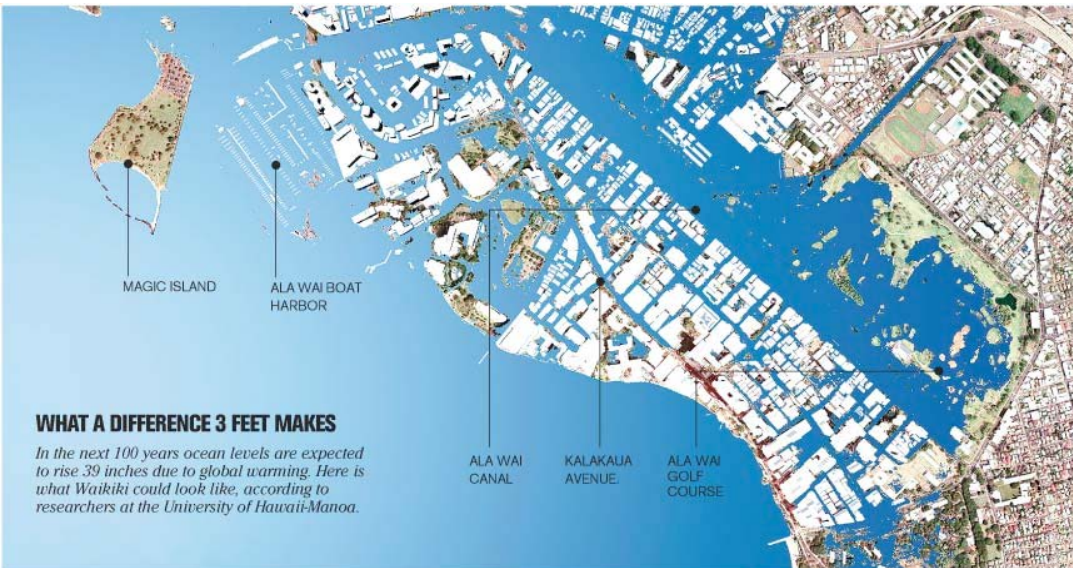 MAGIC ISLAND
ALA WAI BOAT
HARBOR
WHAT A DIFFERENCE 3 FEET MAKES
In the next 100 years ocean levels are expected
to rise 39 inches due to global warming. Here is
what Waikiki could look like, according to
researchers at the University of Hawaii-Manoa.
ALA WAI
CANAL
KALAKAUA
AVENUE.
ALA WAI
GOLF
COURSE